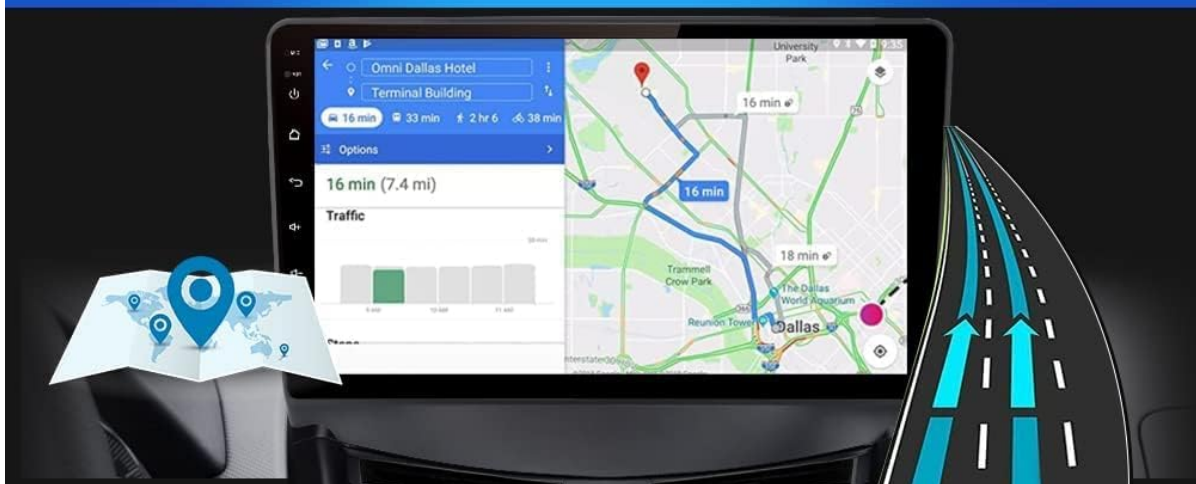 Omni Dallas Hotel
Terminal Building
16 min
33 min
2 hr 6
38 min
Options
16 min (7.4 mi)
Traffic
University
Park
9:35
16 min
16 min
18 min
Trammell
Crow Park
The Dallas
World Aquarium
Reunion Tower
Dallas